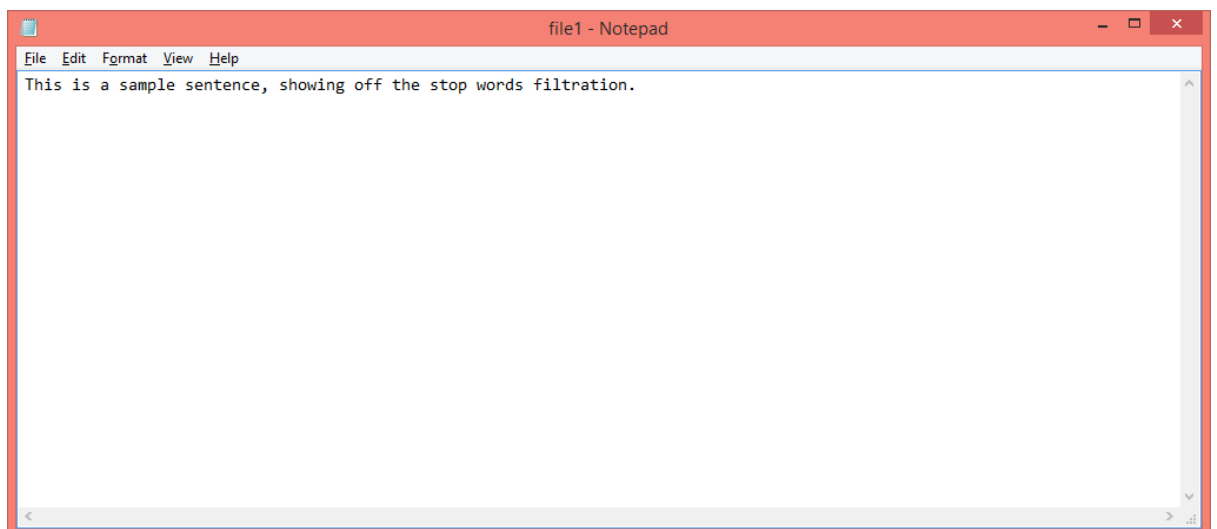 file1 - Notepad
File Edit Format View Help
This is a sample sentence, showing off the stop words filtration.